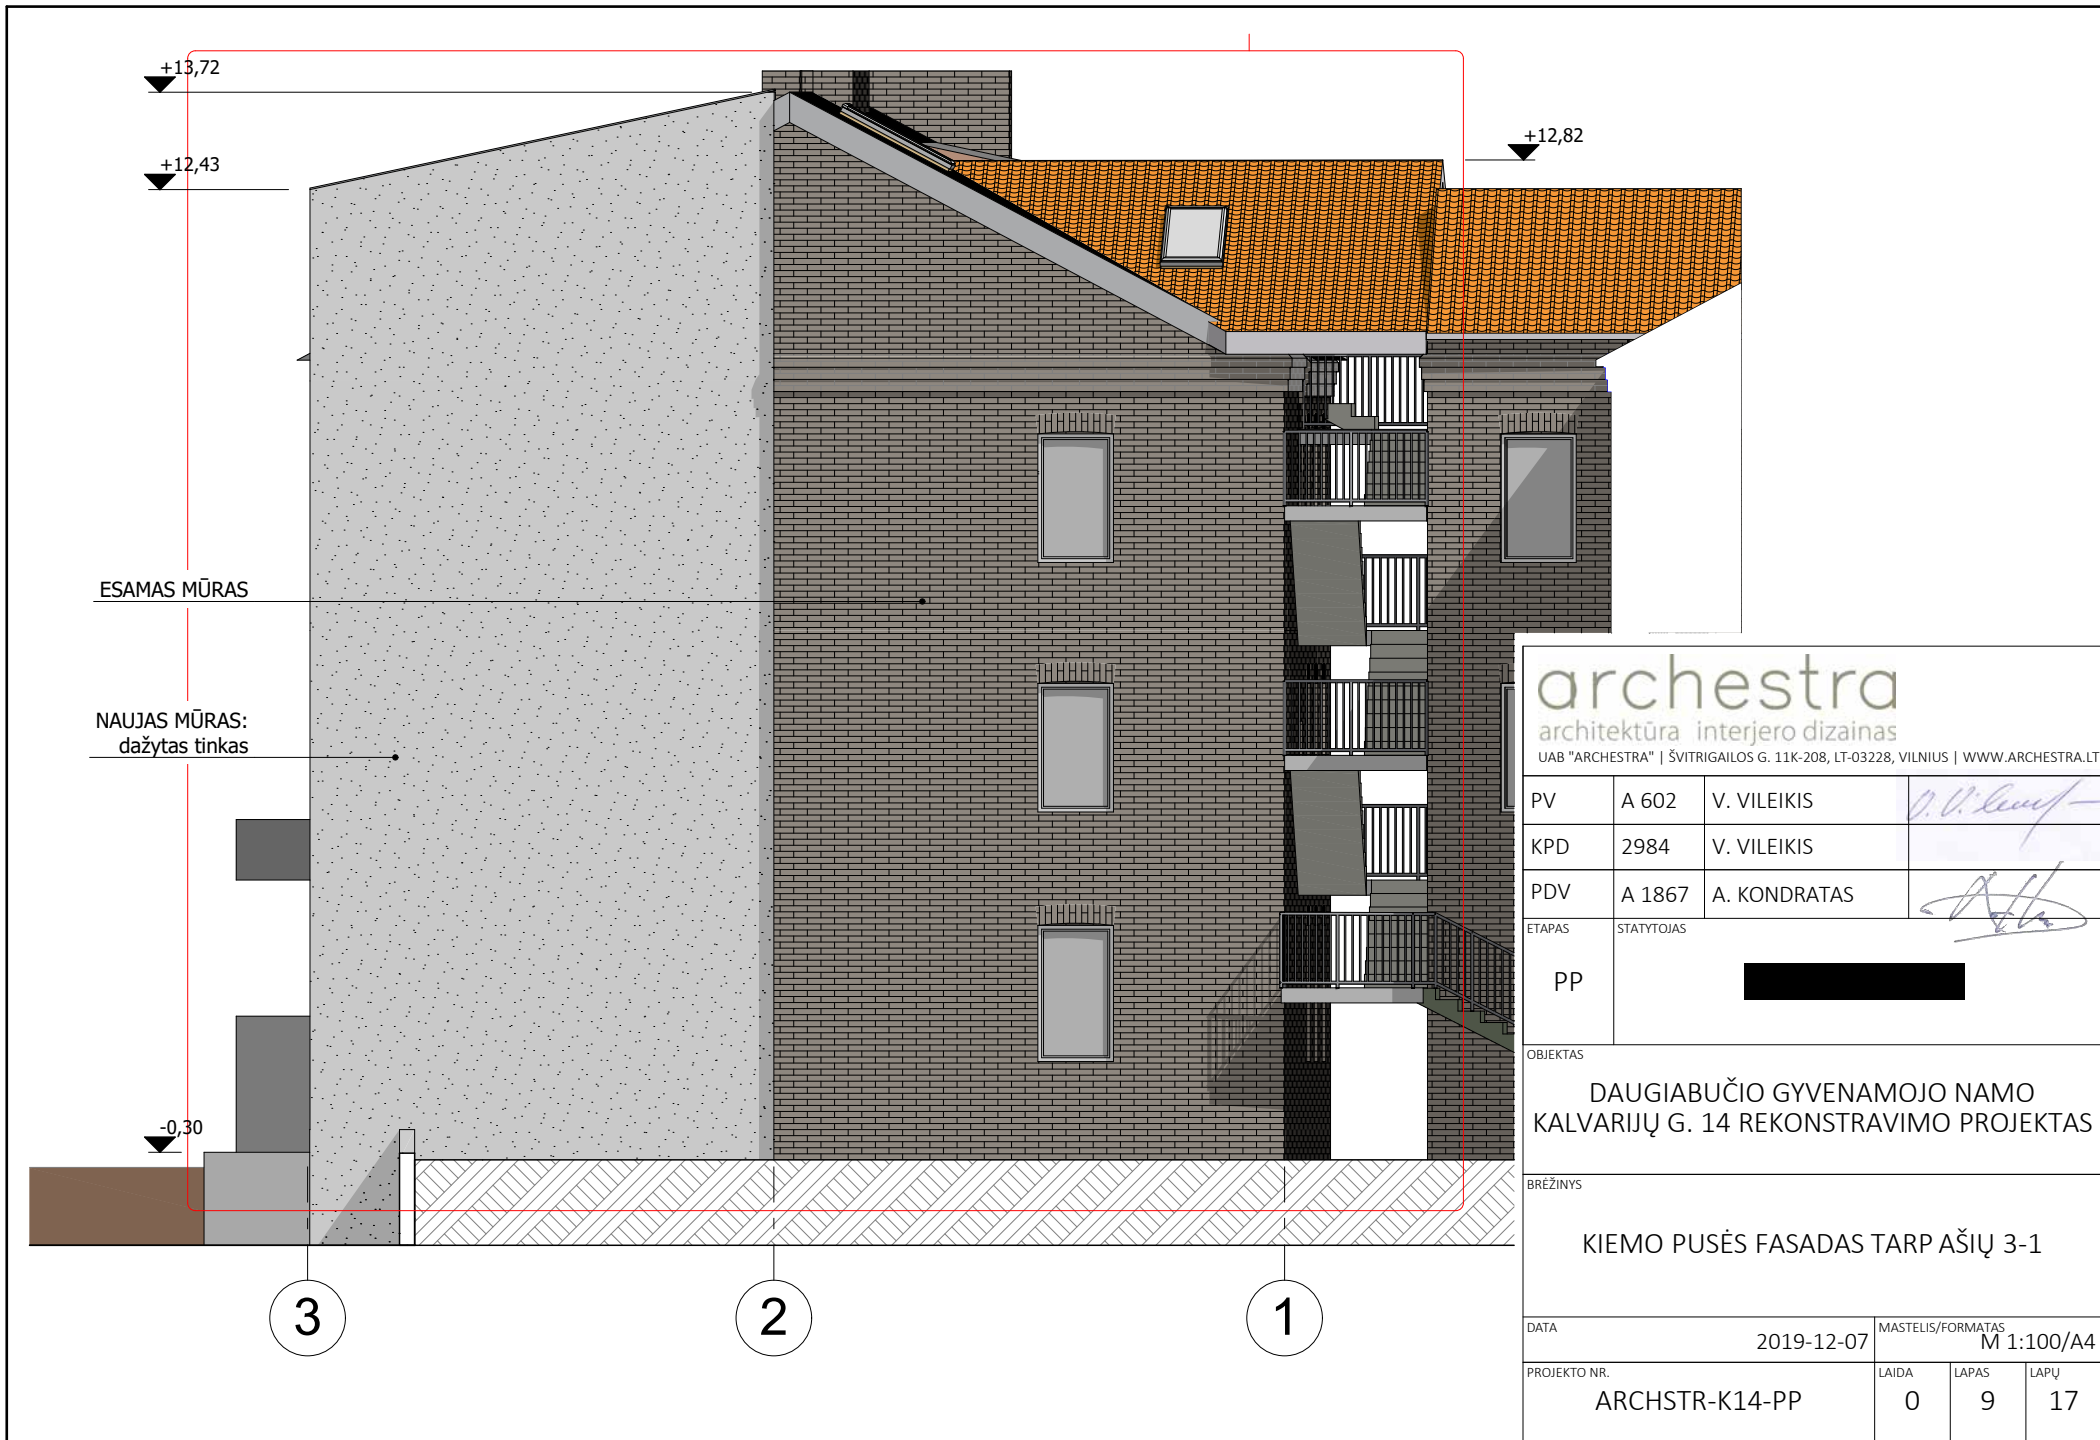 +13,72
+12,43
+12,82
ESAMAS MŪRAS
NAUJAS MŪRAS:
dažytas tinkas
-0,30
3
2
1
archestra
architektūra interjero dizainas
UAB "ARCHESTRA" | ŠVITRIGAILOS G. 11K-208, LT-03228, VILNIUS | WWW.ARCHESTRA.LT
PV A 602 V. VILEIKIS
KPD 2984 V. VILEIKIS
PDV A 1867 A. KONDRATAS
ETAPAS STATYTOJAS
PP
OBJEKTAS
DAUGIABUČIO GYVENAMOJO NAMO
KALVARIJŲ G. 14 REKONSTRAVIMO PROJEKTAS
BRĖŽINYS
KIEMO PUSĖS FASADAS TARP AŠIŲ 3-1
DATA MASTELIS/FORMATAS
2019-12-07 M 1:100/A4
PROJEKTO NR. LAIDA LAPAS LAPŲ
ARCHSTR-K14-PP 0 9 17